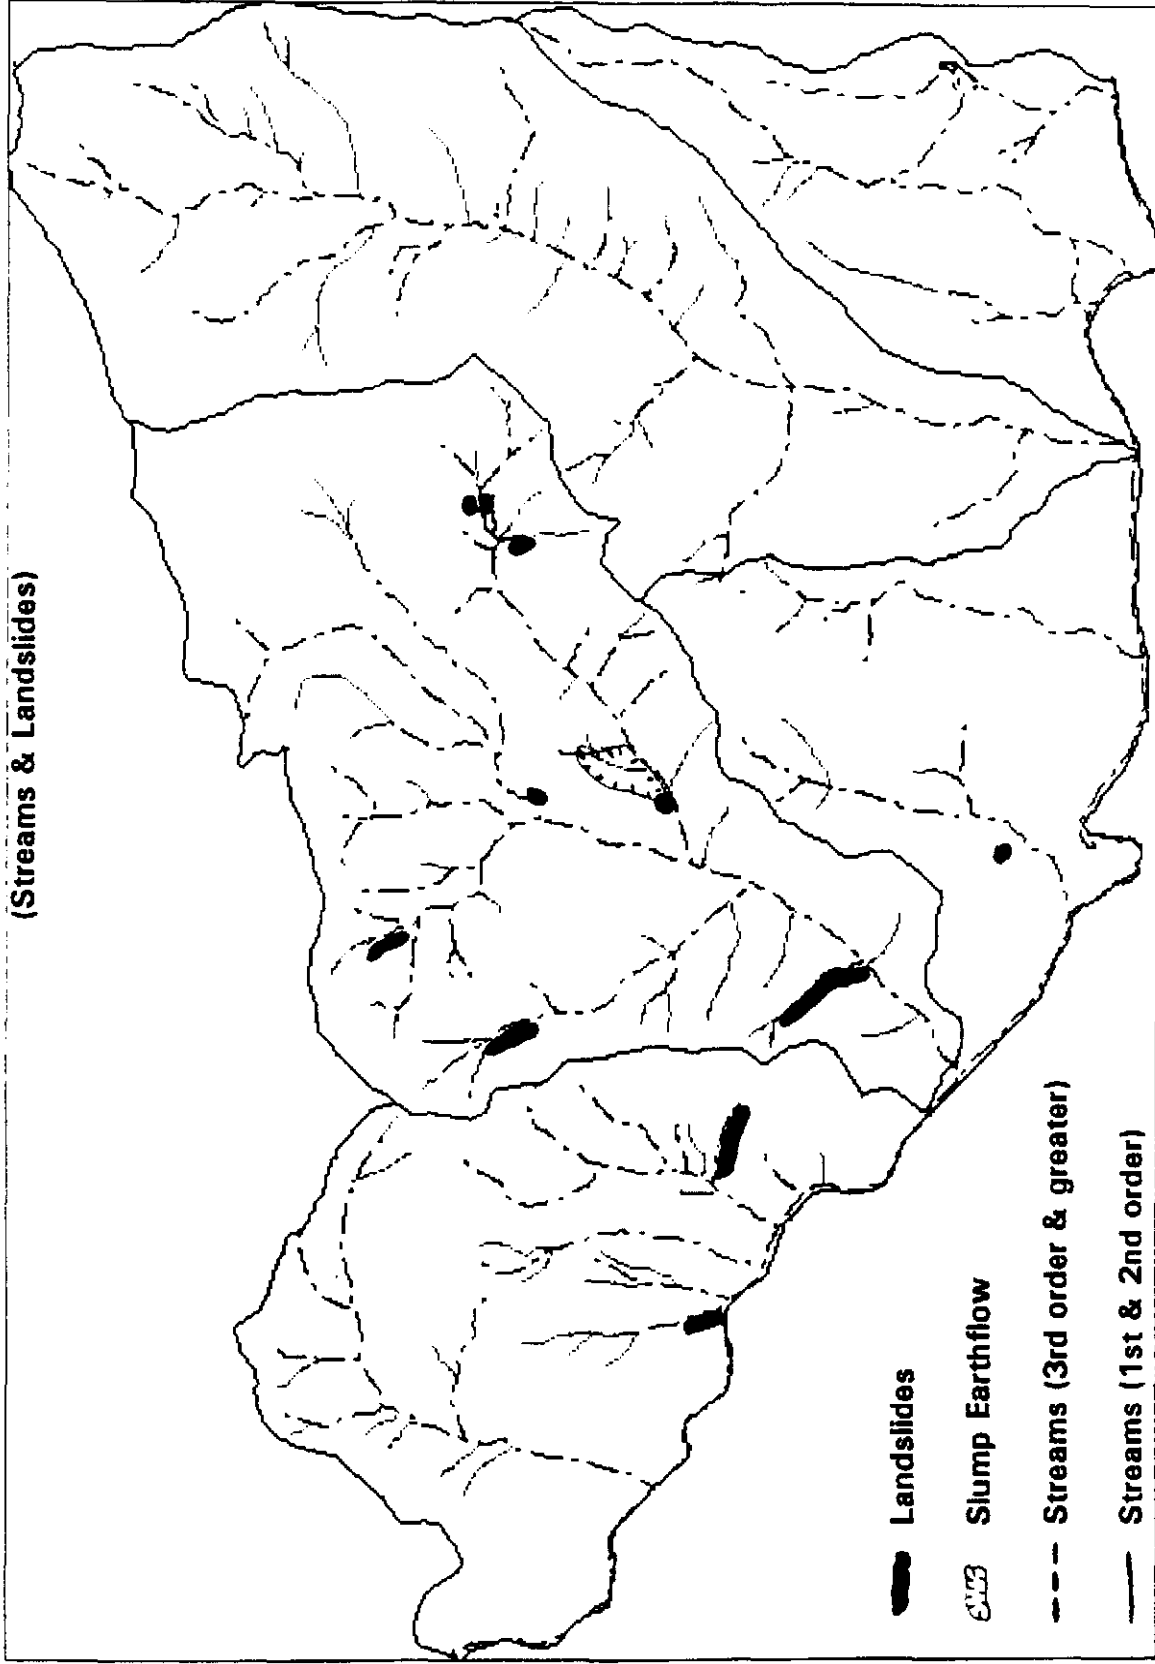 (Streams & Landslides)
Landslides
Slump Earthflow
Streams (3rd order & greater)
Streams (1st & 2nd order)